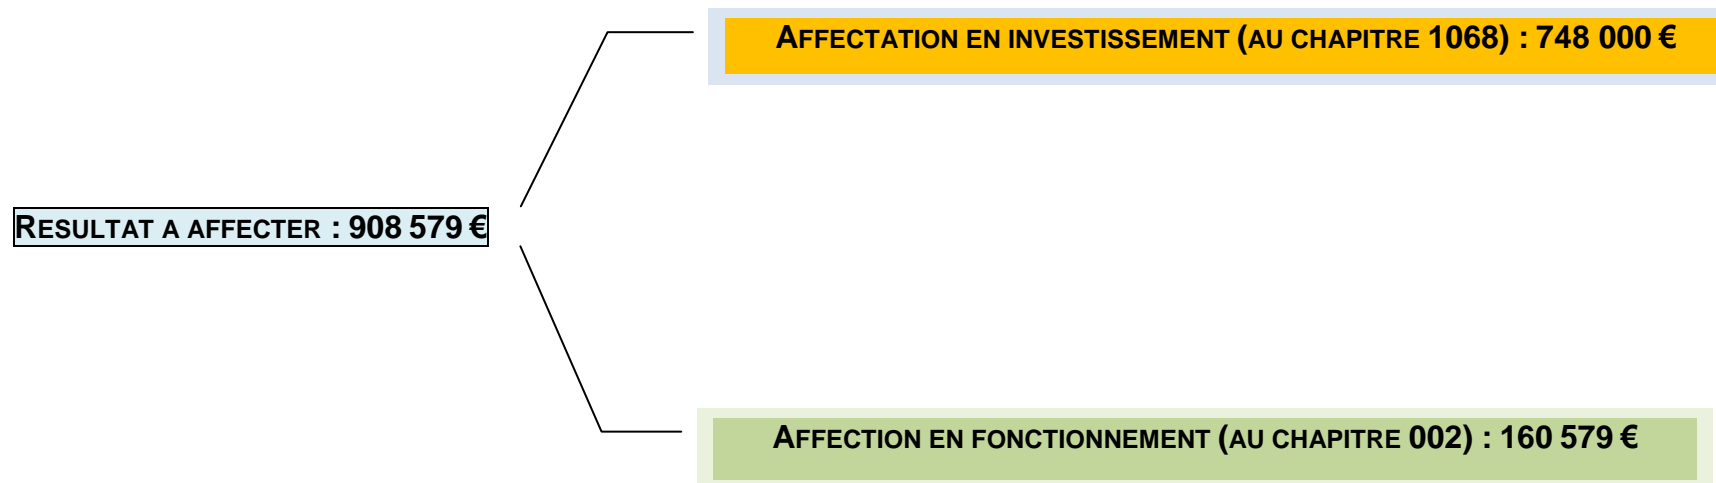 AFFECTATION EN INVESTISSEMENT (AU CHAPITRE 1068) : 748 000 €
RESULTAT A AFFECTER : 908 579 €
AFFECTION EN FONCTIONNEMENT (AU CHAPITRE 002) : 160 579 €